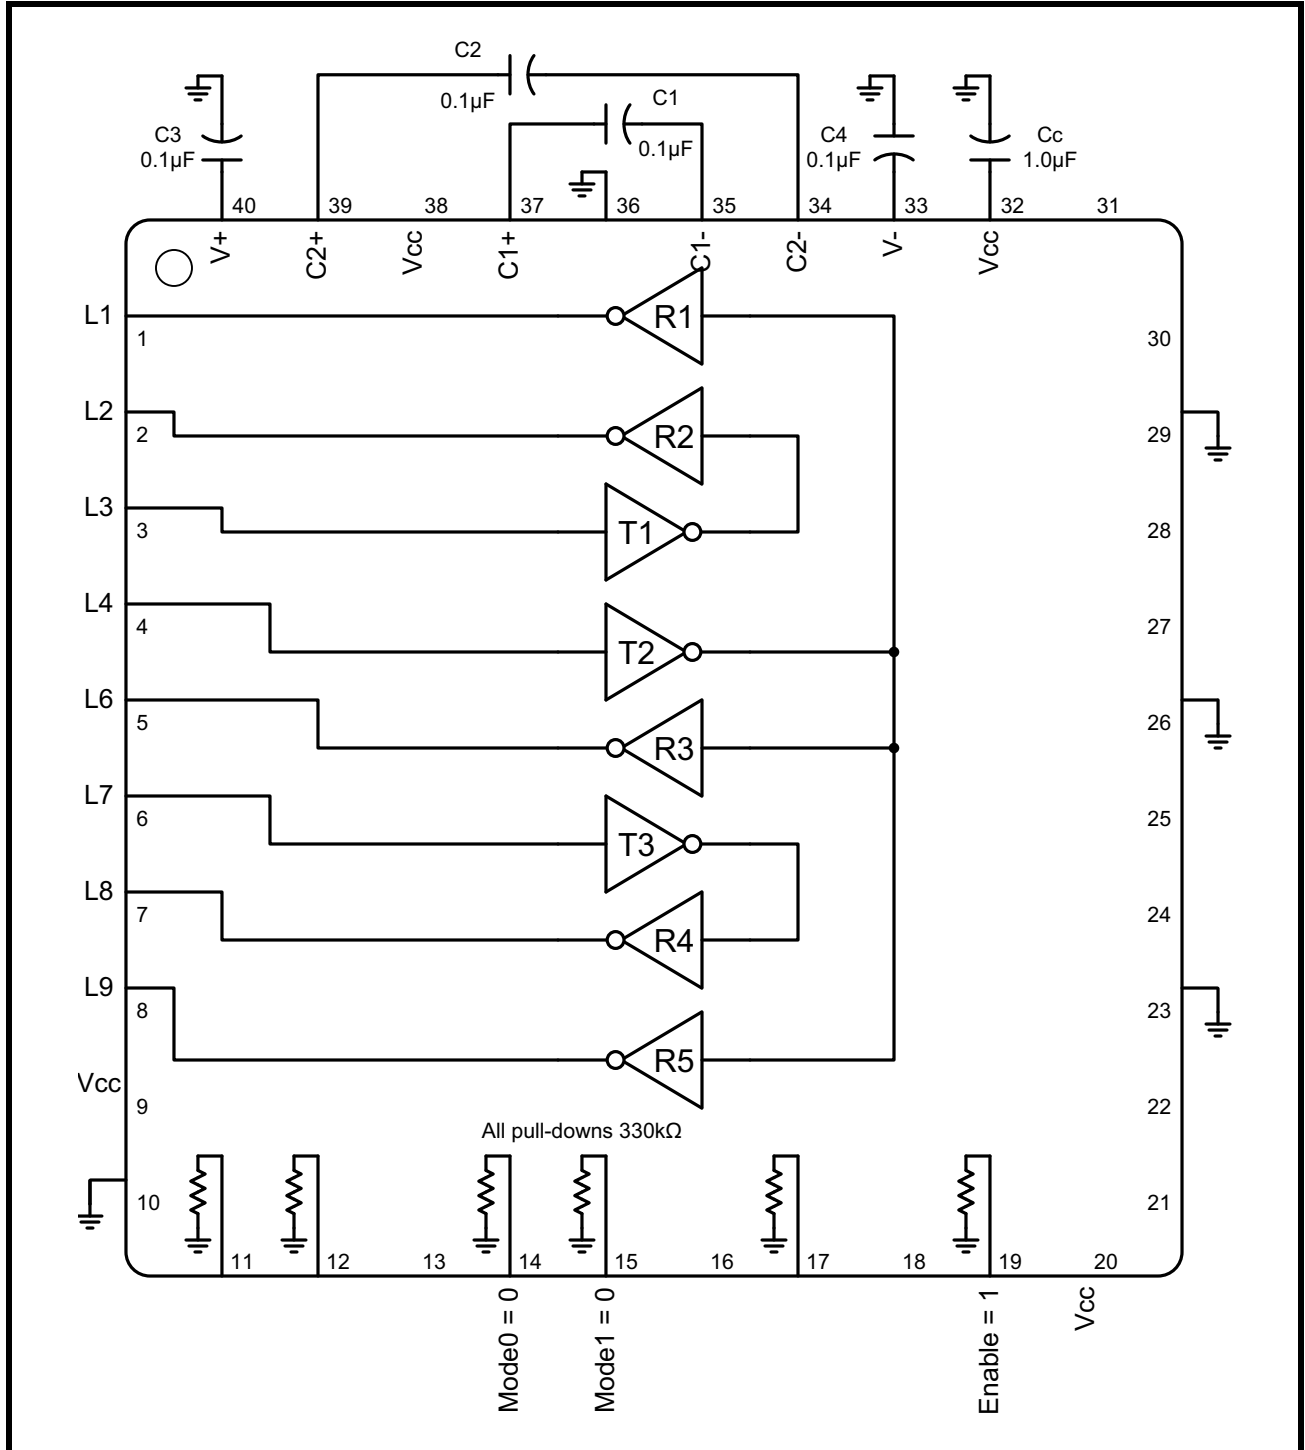 C2
0.1µF
C1
0.1µF
C3
0.1µF
C4
0.1µF
Cc
1.0µF
40
39
38
37
36
35
34
33
32
31
V+
C2+
Vcc
C1+
C1-
C2-
V-
Vcc
L1
1
R1
30
L2
2
R2
29
L3
3
T1
28
L4
4
T2
27
L6
5
R3
26
L7
6
T3
25
L8
7
R4
24
L9
8
R5
23
Vcc
9
22
All pull-downs 330kΩ
10
21
11
12
13
14
15
16
17
18
19
20
Mode0 = 0
Mode1 = 0
Enable = 1
Vcc